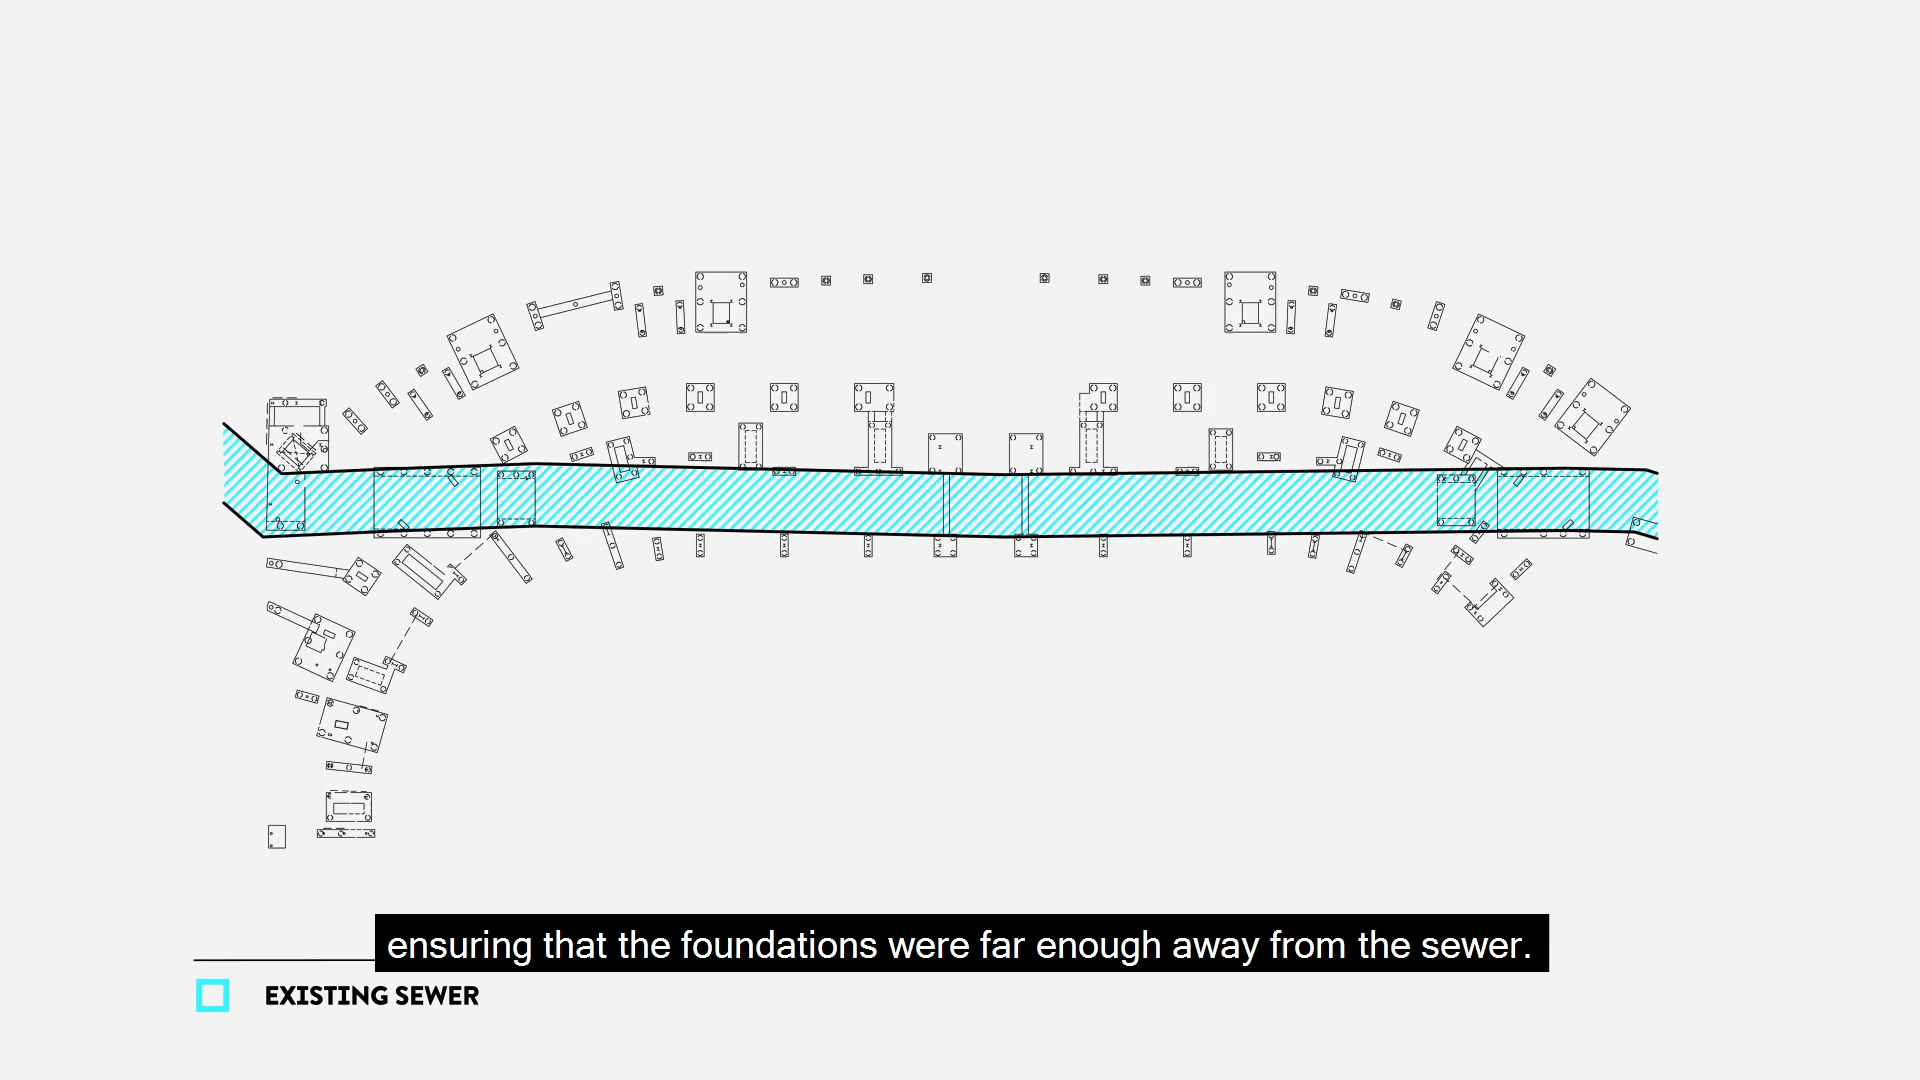 ensuring that the foundations were far enough away from the sewer.
EXISTING SEWER